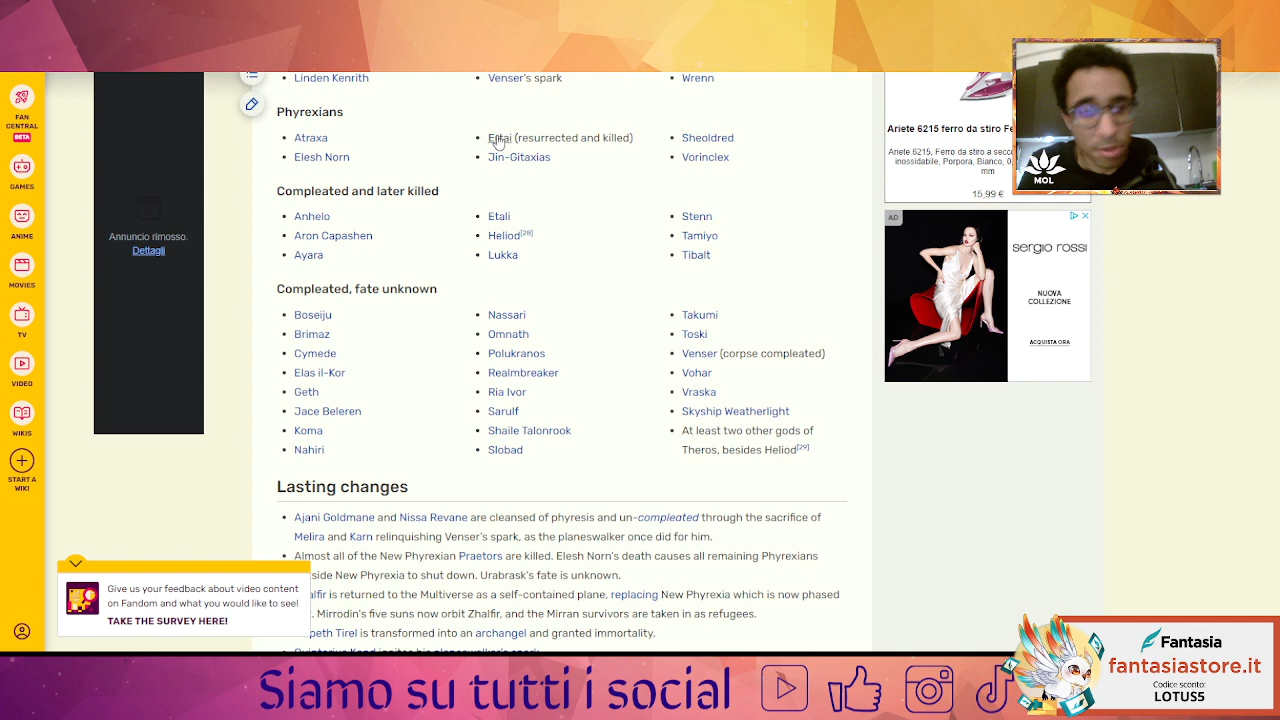 FAN
CENTRAL
BETA
GAMES
ANIME
MOVIES
TV
VIDEO
WIKIS
START A
WIKI
Annuncio rimosso.
Dettagli
Linden Kenrith
Venser's spark
Wrenn
Phyrexians
Atraxa
(resurrected and killed)
Sheoldred
Elesh Norn
Jin-Gitaxias
Vorinclex
Compleated and later killed
Anhelo
Etali
Stenn
Aron Capashen
Heliod[28]
Tamiyo
Ayara
Lukka
Tibalt
Compleated, fate unknown
Boseiju
Nassari
Takumi
Brimaz
Omnath
Toski
Cymede
Polukranos
Venser (corpse compleated)
Elas il-Kor
Realmbreaker
Vohar
Geth
Ria Ivor
Vraska
Jace Beleren
Sarulf
Skyship Weatherlight
Koma
Shaile Talonrook
At least two other gods of
Nahiri
Slobad
Theros, besides Heliod[29]
Lasting changes
Ajani Goldmane and Nissa Revane are cleansed of phyresis and un-compleated through the sacrifice of
Melira and Karn relinquishing Venser's spark, as the planeswalker once did for him.
Almost all of the New Phyrexian Praetors are killed. Elesh Norn's death causes all remaining Phyrexians
side New Phyrexia to shut down. Urabrask's fate is unknown.
alfir is returned to the Multiverse as a self-contained plane, replacing New Phyrexia which is now phased
. Mirrodin's five suns now orbit Zhalfir, and the Mirran survivors are taken in as refugees.
peth Tirel is transformed into an archangel and granted immortality.
Give us your feedback about video content
on Fandom and what you would like to see!
TAKE THE SURVEY HERE!
Ariete 6215 ferro da stiro Fe
Ariete 6215, Ferro da stiro a secco
inossidabile, Porpora, Bianco, 0
mm
15,99 €
MOL
AD
sergio rossi
NUOVA
COLLEZIONE
ACQUISTA ORA
Siamo su tutti i social
Fantasia
fantasiastore.it
Codice sconto:
LOTUS5